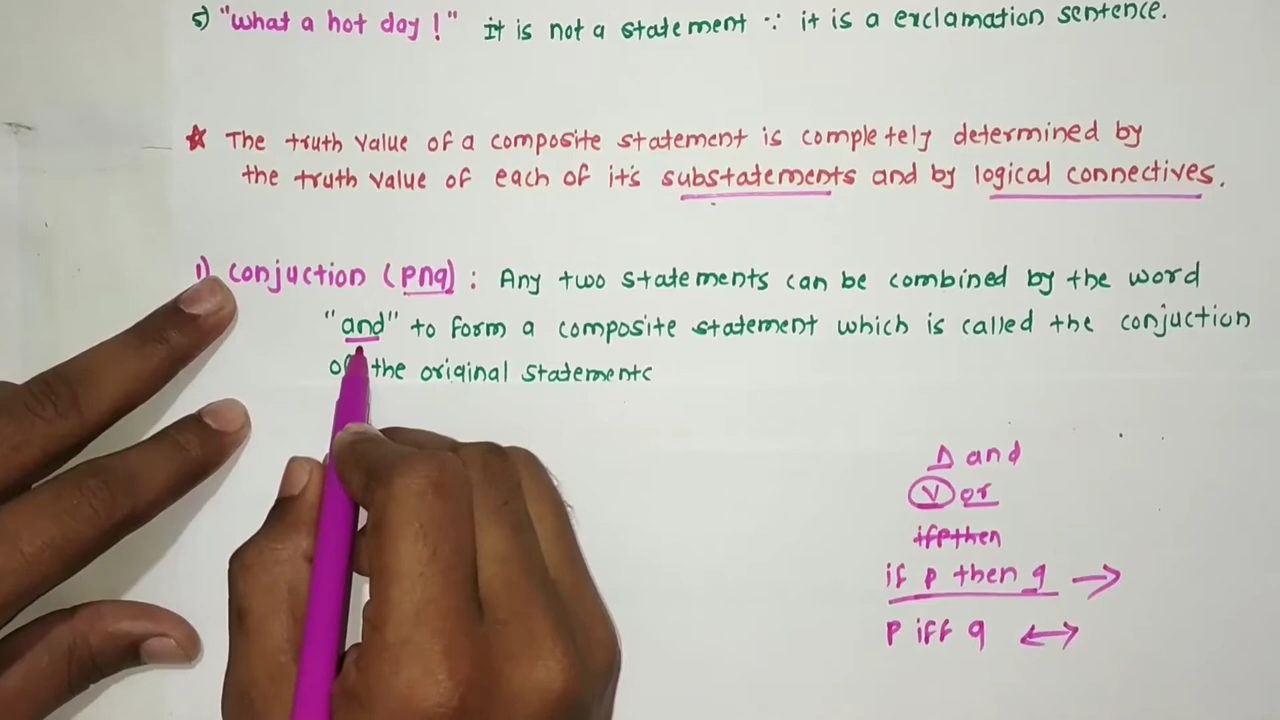 5) "What a hot day !" It is not a statement ∵ it is a exclamation sentence.
☆ The truth value of a composite statement is completely determined by
the truth value of each of it's substatements and by logical connectives.
1) Conjuction (p∩q) : Any two statements can be combined by the word
"and" to form a composite statement which is called the conjuction
of the original statements
Δ and
V or
if p then
if p then q →
P iff q ↔